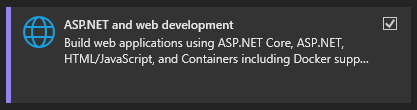 ASP.NET and web development
Build web applications using ASP.NET Core, ASP.NET,
HTML/JavaScript, and Containers including Docker supp...